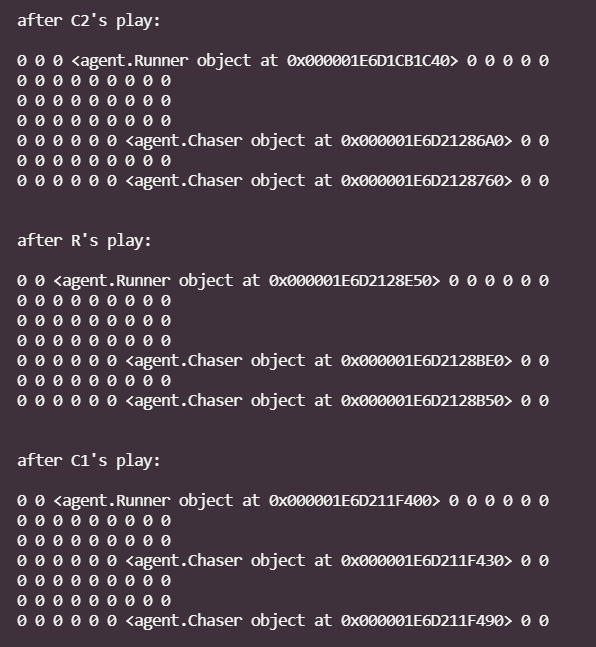 after C2's play:
0 0 0 <agent.Runner object at 0x000001E6D1CB1C40> 0 0 0 0 0
0 0 0 0 0 0 0 0 0
0 0 0 0 0 0 0 0 0
0 0 0 0 0 0 0 0 0
0 0 0 0 0 0 <agent.Chaser object at 0x000001E6D21286A0> 0 0
0 0 0 0 0 0 0 0 0
0 0 0 0 0 0 <agent.Chaser object at 0x000001E6D2128760> 0 0
after R's play:
0 0 <agent.Runner object at 0x000001E6D2128E50> 0 0 0 0 0 0
0 0 0 0 0 0 0 0 0
0 0 0 0 0 0 0 0 0
0 0 0 0 0 0 0 0 0
0 0 0 0 0 0 <agent.Chaser object at 0x000001E6D2128BE0> 0 0
0 0 0 0 0 0 0 0 0
0 0 0 0 0 0 <agent.Chaser object at 0x000001E6D2128B50> 0 0
after C1's play:
0 0 <agent.Runner object at 0x000001E6D211F400> 0 0 0 0 0 0
0 0 0 0 0 0 0 0 0
0 0 0 0 0 0 0 0 0
0 0 0 0 0 0 <agent.Chaser object at 0x000001E6D211F430> 0 0
0 0 0 0 0 0 0 0 0
0 0 0 0 0 0 0 0 0
0 0 0 0 0 0 <agent.Chaser object at 0x000001E6D211F490> 0 0